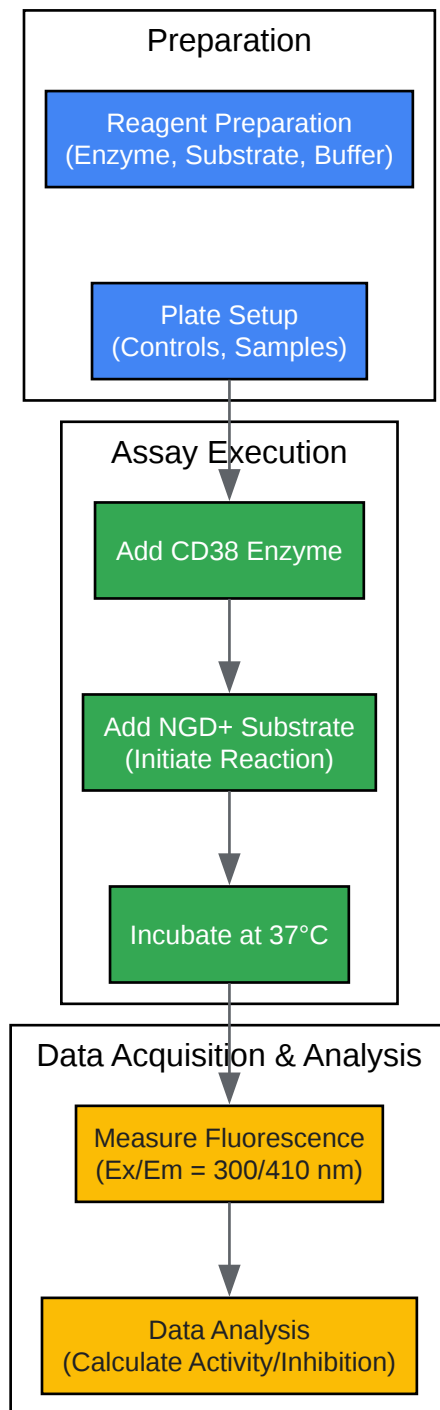 Preparation
Reagent Preparation
(Enzyme, Substrate, Buffer)
Plate Setup
(Controls, Samples)
Assay Execution
Add CD38 Enzyme
Add NGD+ Substrate
(Initiate Reaction)
Incubate at 37°C
Data Acquisition & Analysis
Measure Fluorescence
(Ex/Em = 300/410 nm)
Data Analysis
(Calculate Activity/Inhibition)